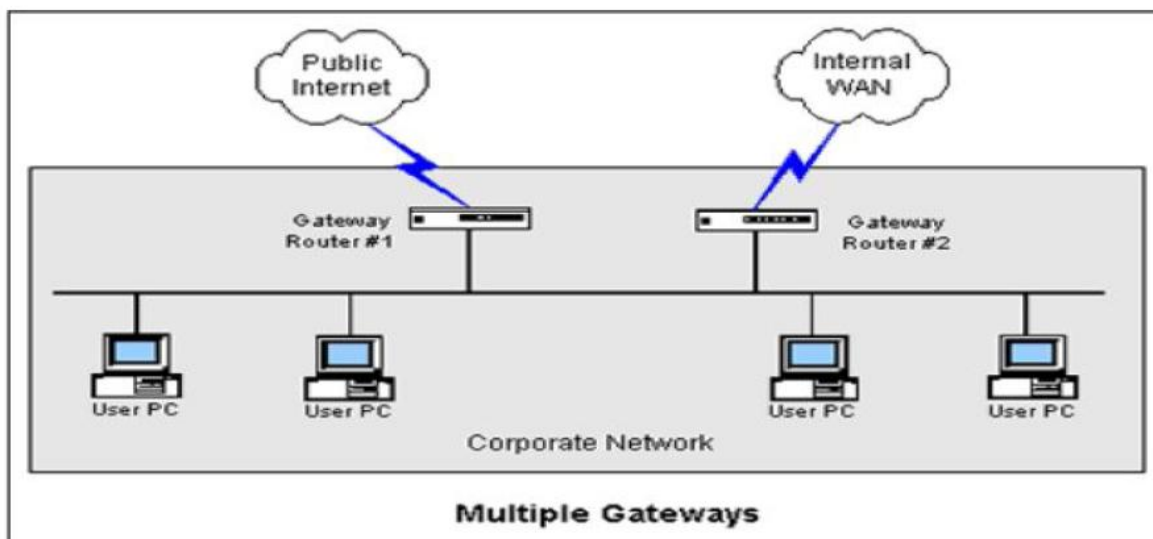 Public
Internet
Internal
WAN
Gateway
Router #1
Gateway
Router #2
User PC
User PC
User PC
User PC
Corporate Network
Multiple Gateways